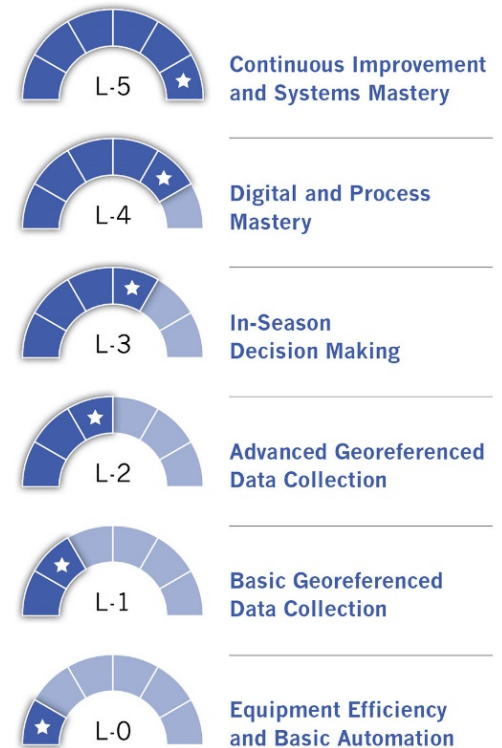 L-5
Continuous Improvement
and Systems Mastery
L-4
Digital and Process
Mastery
L-3
In-Season
Decision Making
L-2
Advanced Georeferenced
Data Collection
L-1
Basic Georeferenced
Data Collection
L-0
Equipment Efficiency
and Basic Automation